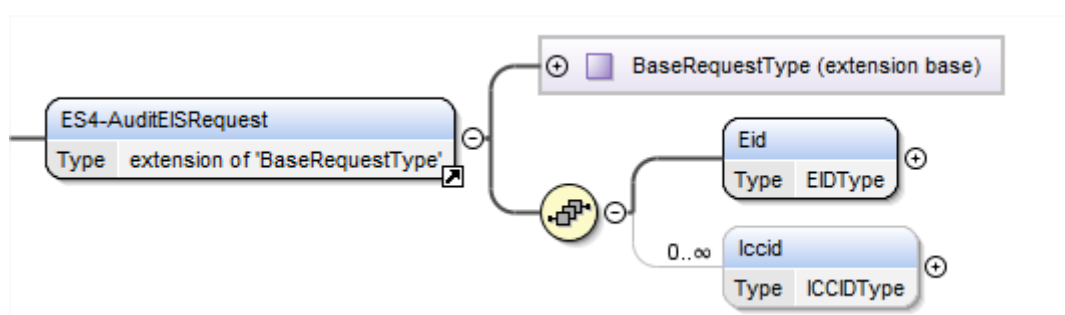 BaseRequestType (extension base)
ES4-AuditEISRequest
Type extension of 'BaseRequestType'
Eid
Type EIDType
0..∞
Iccid
Type ICCIDType